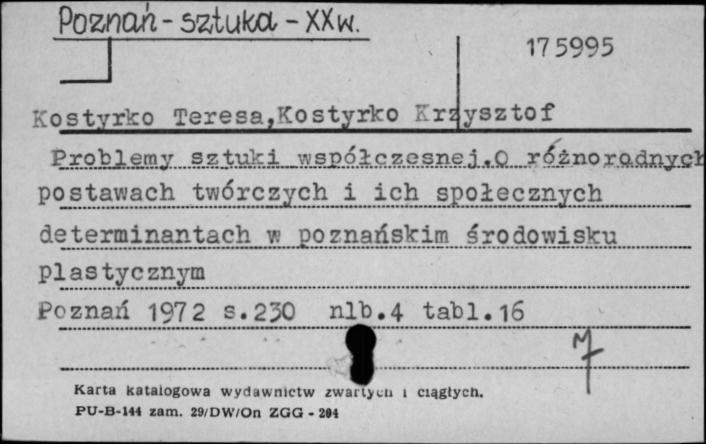 Poznań - sztuka - XXw.
175995
Kostyrko Teresa,Kostyrko Krzysztof
Problemy sztuki współczesnej.O różnorodnych
postawach twórczych i ich społecznych
determinantach w poznańskim środowisku
plastycznym
Poznań 1972 s.230 nlb.4 tabl.16
M
Karta katalogowa wydawnictw zwartych i ciągłych.
PU-B-144 zam. 29/DW/On ZGG - 204